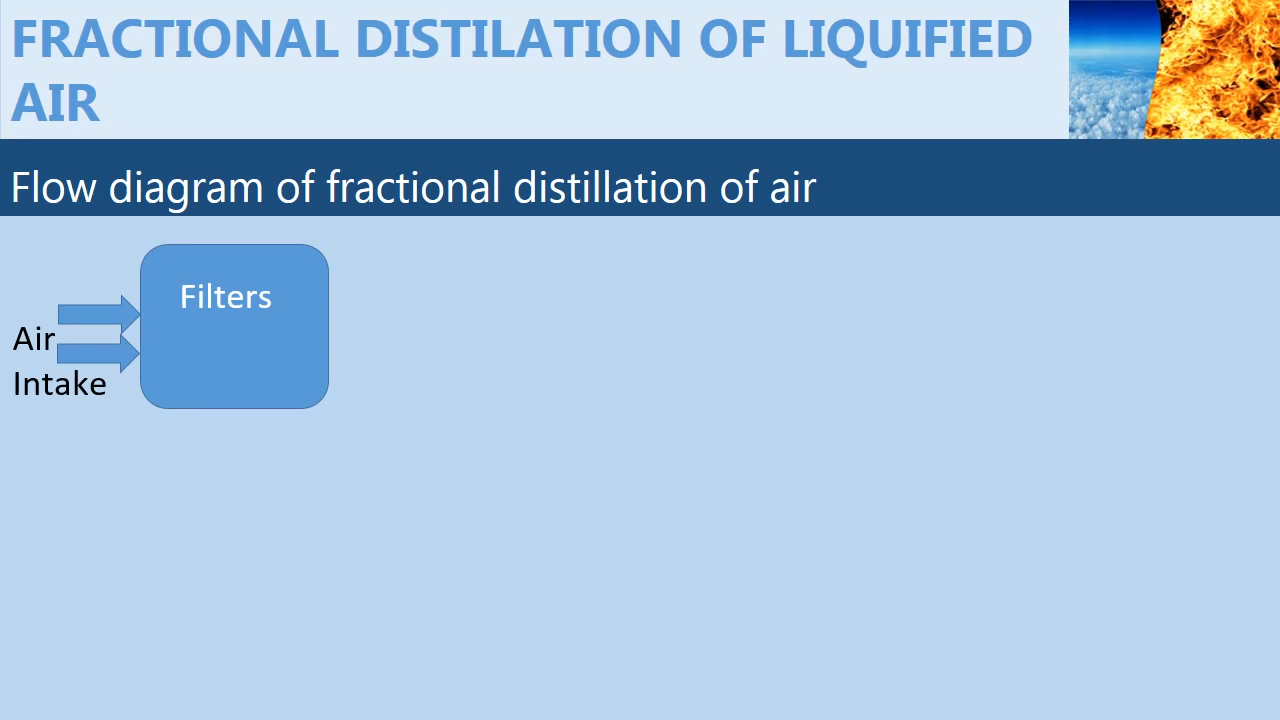 FRACTIONAL DISTILATION OF LIQUIFIED
AIR
Flow diagram of fractional distillation of air
Filters
Air
Intake